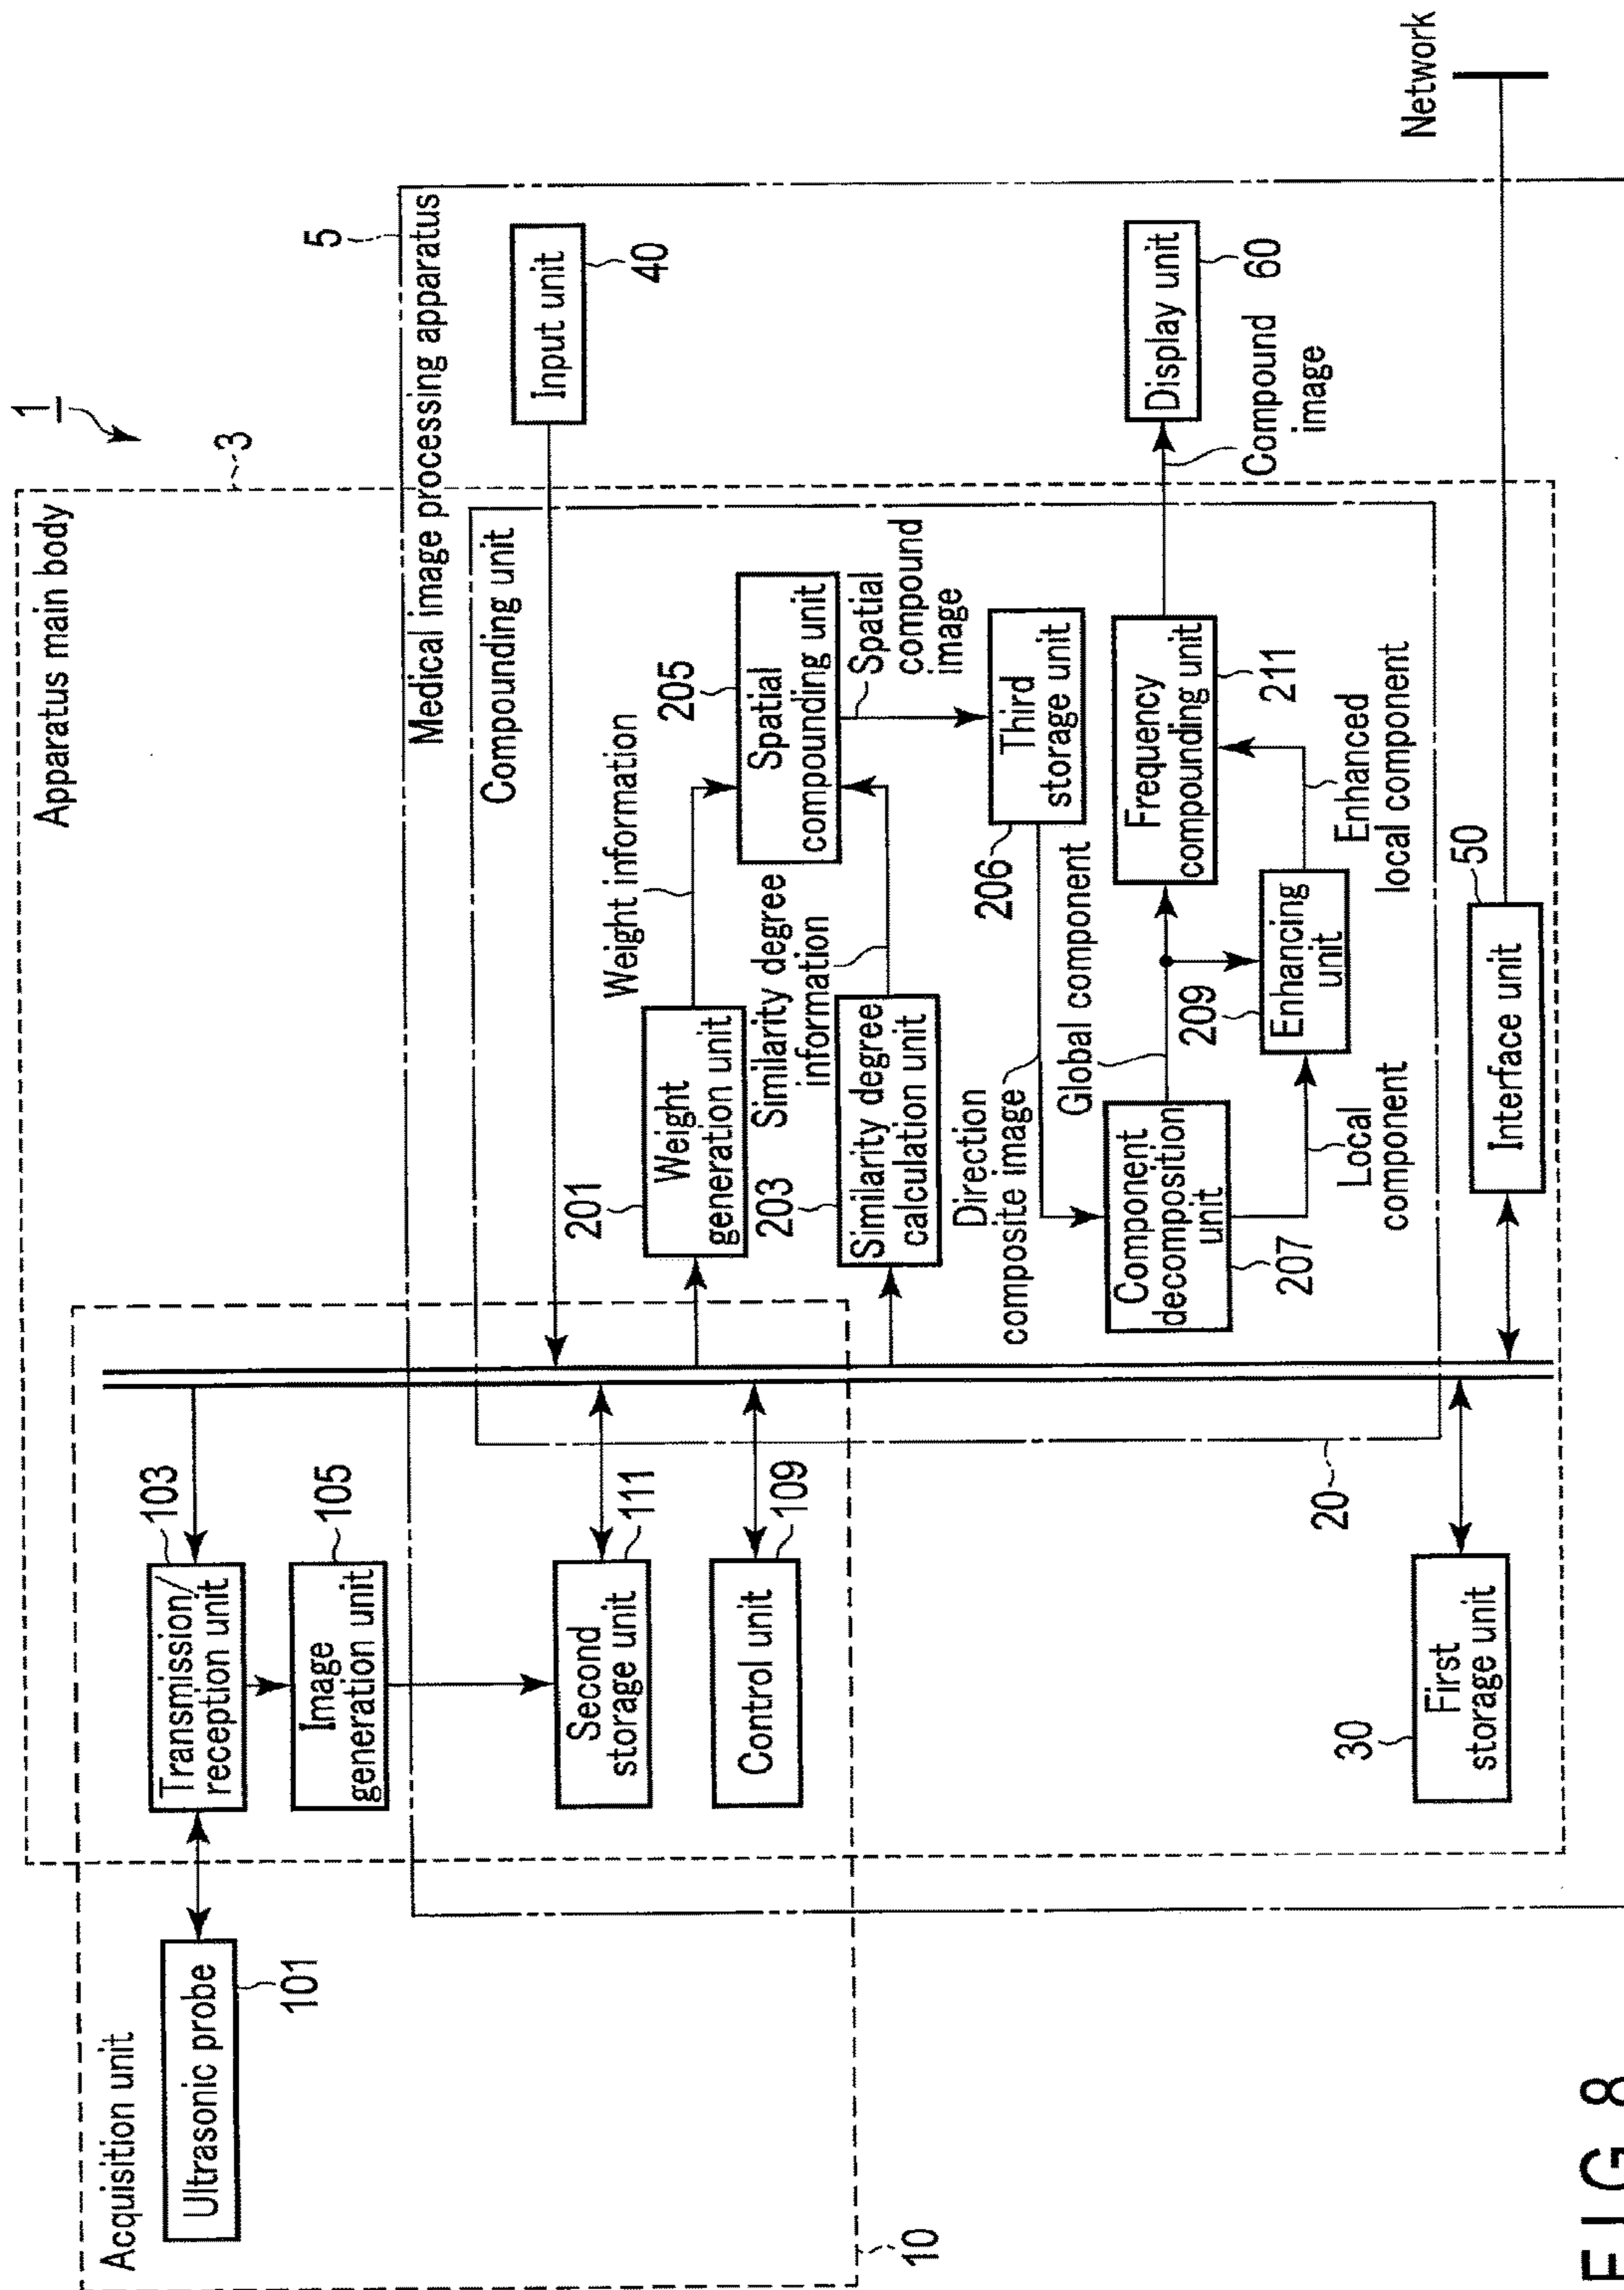 1
Apparatus main body
3
5
Medical image processing apparatus
Acquisition unit
10
Ultrasonic probe
101
Transmission/
reception unit
103
Image
generation unit
105
Second
storage unit
111
Control unit
109
First
storage unit
30
Compounding unit
20
Input unit
40
201
Weight
generation unit
Weight information
203
Similarity degree
calculation unit
Similarity degree
information
205
Spatial
compounding unit
Spatial
compound
image
206
Third
storage unit
Direction
composite image
Component
decomposition
unit
207
Global component
Local
component
209
Enhancing
unit
Enhanced
local component
Frequency
compounding unit
211
Compound
image
Display unit
60
Interface unit
50
Network
FIG. 8